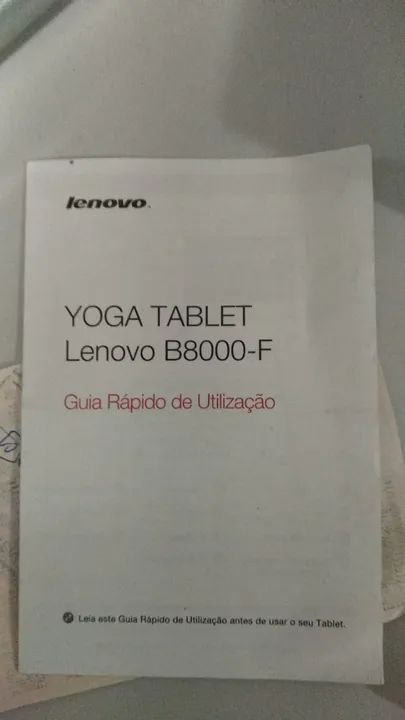 lenovo.
YOGA TABLET
Lenovo B8000-F
Guia Rápido de Utilização
Leia este Guia Rápido de Utilização antes de usar o seu Tablet.